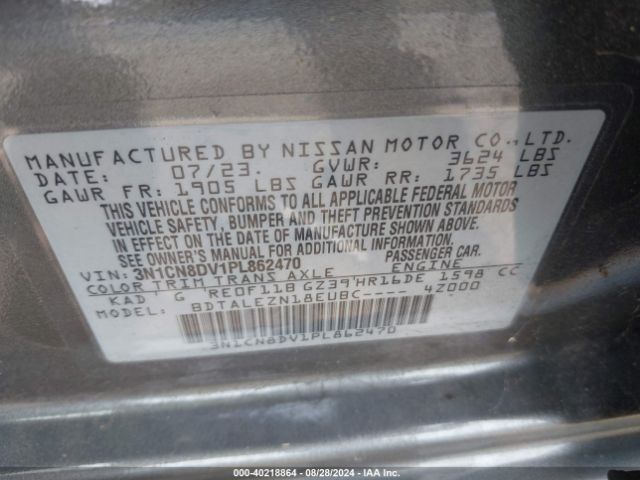 MANUFACTURED BY NISSAN MOTOR CO., LTD.
DATE: 07/23. GVWR: 3624 LBS
GAWR FR: 1905 LBS GAWR RR: 1735 LBS
THIS VEHICLE CONFORMS TO ALL APPLICABLE FEDERAL MOTOR
VEHICLE SAFETY, BUMPER AND THEFT PREVENTION STANDARDS
IN EFFECT ON THE DATE OF MANUFACTURE SHOWN ABOVE.
SEE OWNER'S MANUAL FOR ADDITIONAL INFORMATION
VIN: 3N1CN8DV1PL862470 PASSENGER CAR.
COLOR TRIM TRANS AXLE ENGINE
KAD G RE0F11B GZ39 HR16DE 1598 CC
MODEL: BDTALEZN18EUBC---- 4Z000
3N1CN8DV1PL862470
000-40218864 / 08/28/2024 - IAA Inc.